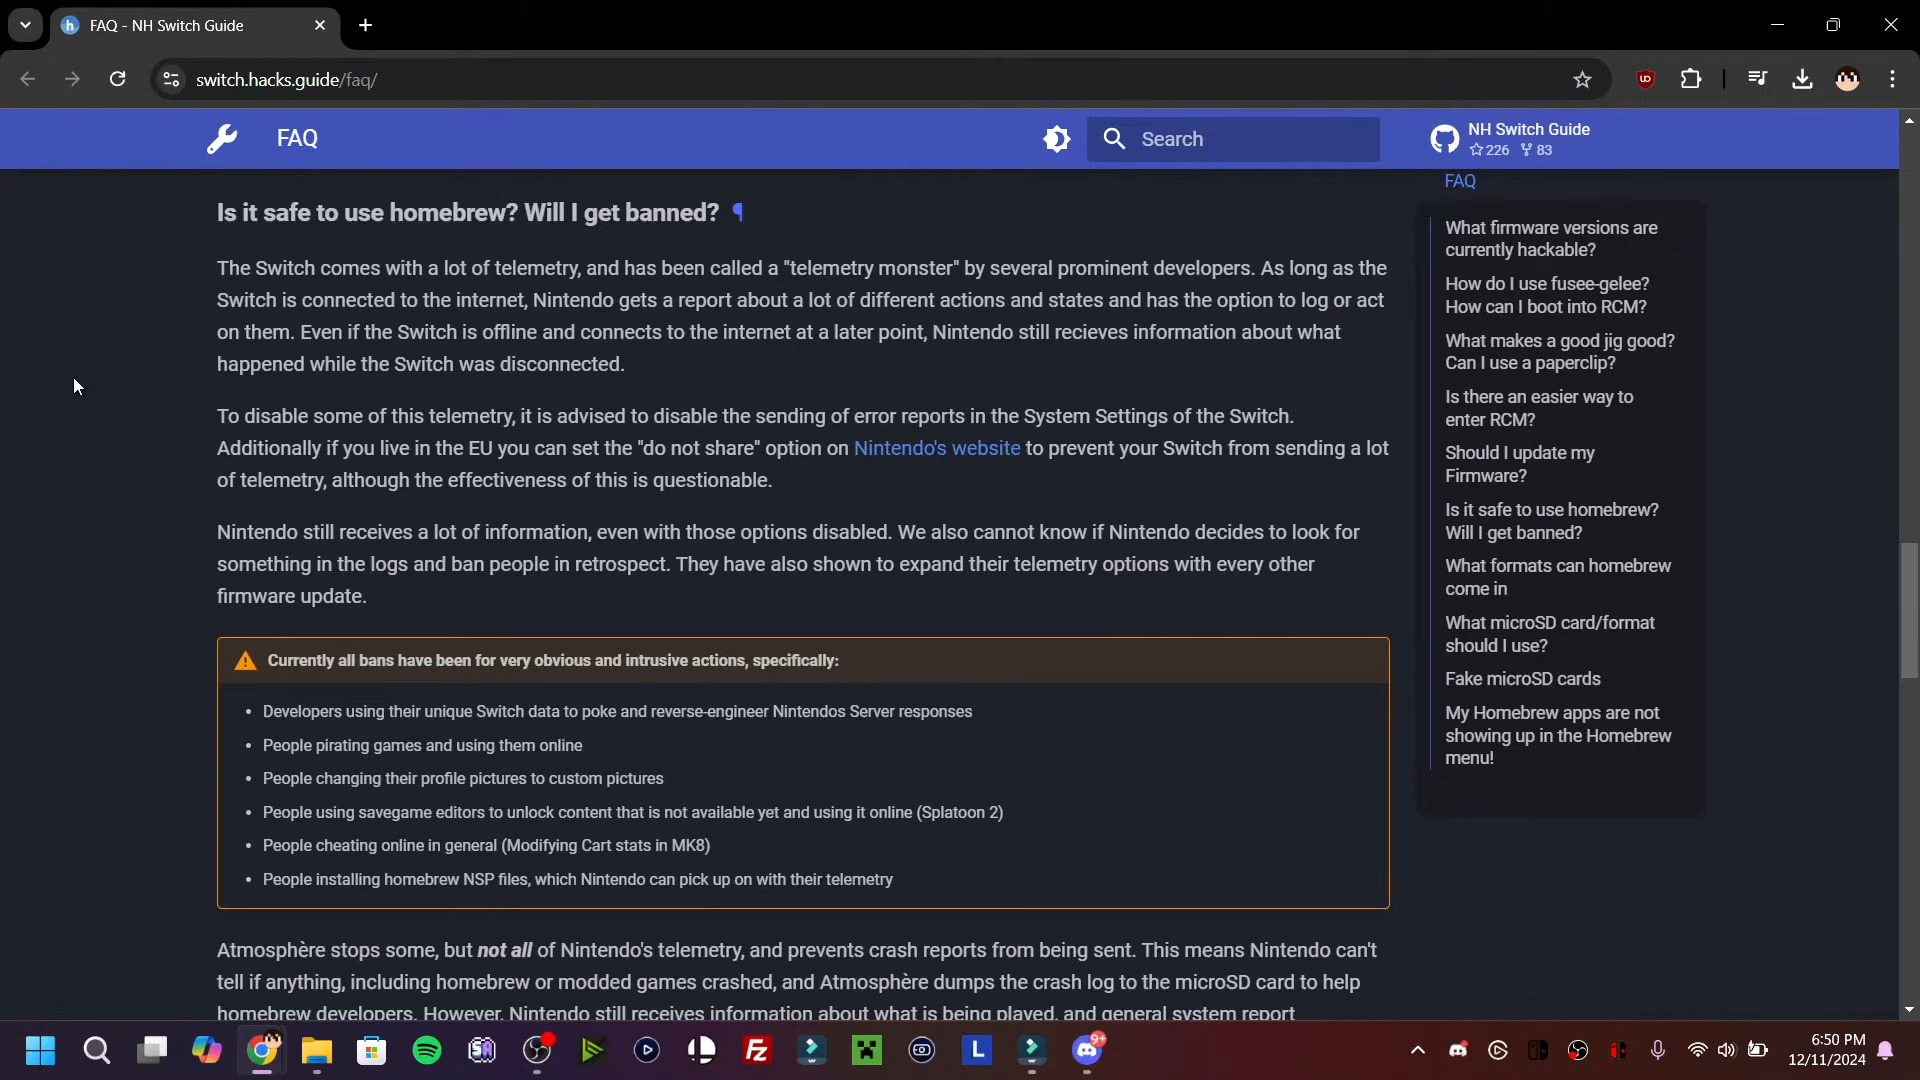 FAQ - NH Switch Guide
switch.hacks.guide/faq/
UD
FAQ
Search
NH Switch Guide
226 83
Is it safe to use homebrew? Will I get banned? ¶
The Switch comes with a lot of telemetry, and has been called a "telemetry monster" by several prominent developers. As long as the
Switch is connected to the internet, Nintendo gets a report about a lot of different actions and states and has the option to log or act
on them. Even if the Switch is offline and connects to the internet at a later point, Nintendo still recieves information about what
happened while the Switch was disconnected.
To disable some of this telemetry, it is advised to disable the sending of error reports in the System Settings of the Switch.
Additionally if you live in the EU you can set the "do not share" option on Nintendo's website to prevent your Switch from sending a lot
of telemetry, although the effectiveness of this is questionable.
Nintendo still receives a lot of information, even with those options disabled. We also cannot know if Nintendo decides to look for
something in the logs and ban people in retrospect. They have also shown to expand their telemetry options with every other
firmware update.
Currently all bans have been for very obvious and intrusive actions, specifically:
• Developers using their unique Switch data to poke and reverse-engineer Nintendos Server responses
• People pirating games and using them online
• People changing their profile pictures to custom pictures
• People using savegame editors to unlock content that is not available yet and using it online (Splatoon 2)
• People cheating online in general (Modifying Cart stats in MK8)
• People installing homebrew NSP files, which Nintendo can pick up on with their telemetry
Atmosphère stops some, but not all of Nintendo's telemetry, and prevents crash reports from being sent. This means Nintendo can't
tell if anything, including homebrew or modded games crashed, and Atmosphère dumps the crash log to the microSD card to help
homebrew developers. However, Nintendo still receives information about what is being played, and general system report
FAQ
What firmware versions are
currently hackable?
How do I use fusee-gelee?
How can I boot into RCM?
What makes a good jig good?
Can I use a paperclip?
Is there an easier way to
enter RCM?
Should I update my
Firmware?
Is it safe to use homebrew?
Will I get banned?
What formats can homebrew
come in
What microSD card/format
should I use?
Fake microSD cards
My Homebrew apps are not
showing up in the Homebrew
menu!
Fz
L
9+
6:50 PM
12/11/2024